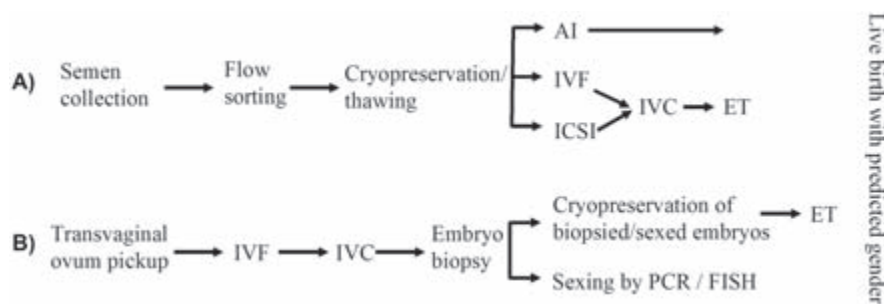 A)
Semen
collection
Flow
sorting
Cryopreservation/
thawing
AI
IVF
ICSI
IVC
ET
B)
Transvaginal
ovum pickup
IVF
IVC
Embryo
biopsy
Cryopreservation of
biopsied/sexed embryos
ET
Sexing by PCR / FISH
Live birth with predicted gender